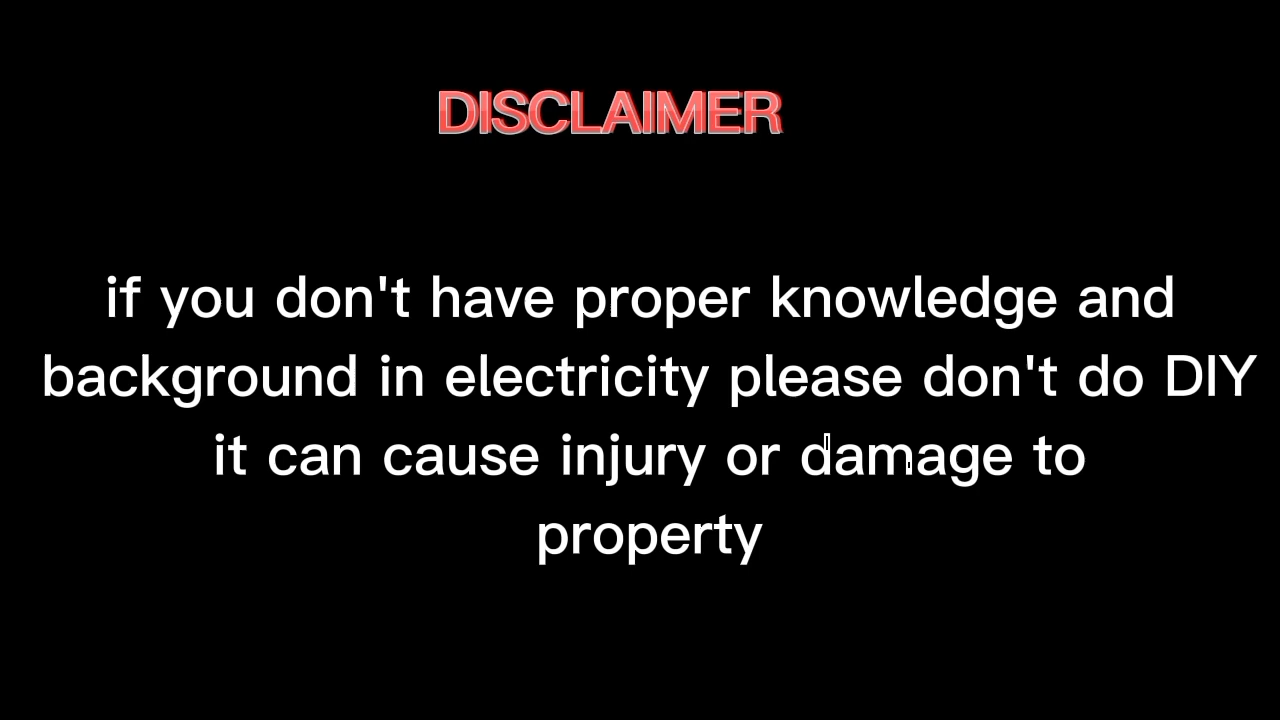 DISCLAIMER
if you don't have proper knowledge and
background in electricity please don't do DIY
it can cause injury or damage to
property